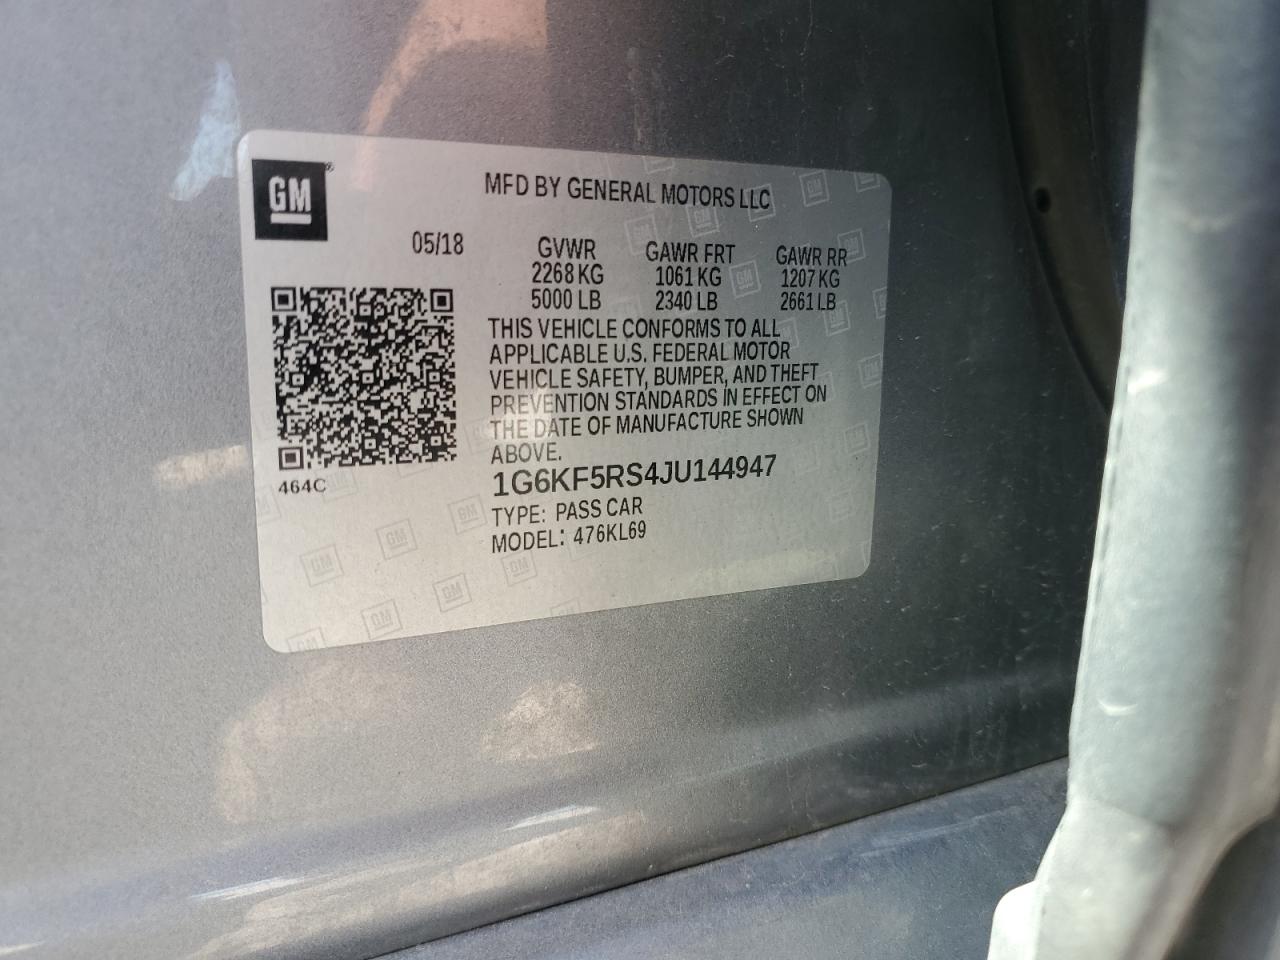 GM
MFD BY GENERAL MOTORS LLC
05/18
GVWR GAWR FRT GAWR RR
2268 KG 1061 KG 1207 KG
5000 LB 2340 LB 2661 LB
THIS VEHICLE CONFORMS TO ALL
APPLICABLE U.S. FEDERAL MOTOR
VEHICLE SAFETY, BUMPER, AND THEFT
PREVENTION STANDARDS IN EFFECT ON
THE DATE OF MANUFACTURE SHOWN
ABOVE.
464C
1G6KF5RS4JU144947
TYPE: PASS CAR
MODEL: 476KL69